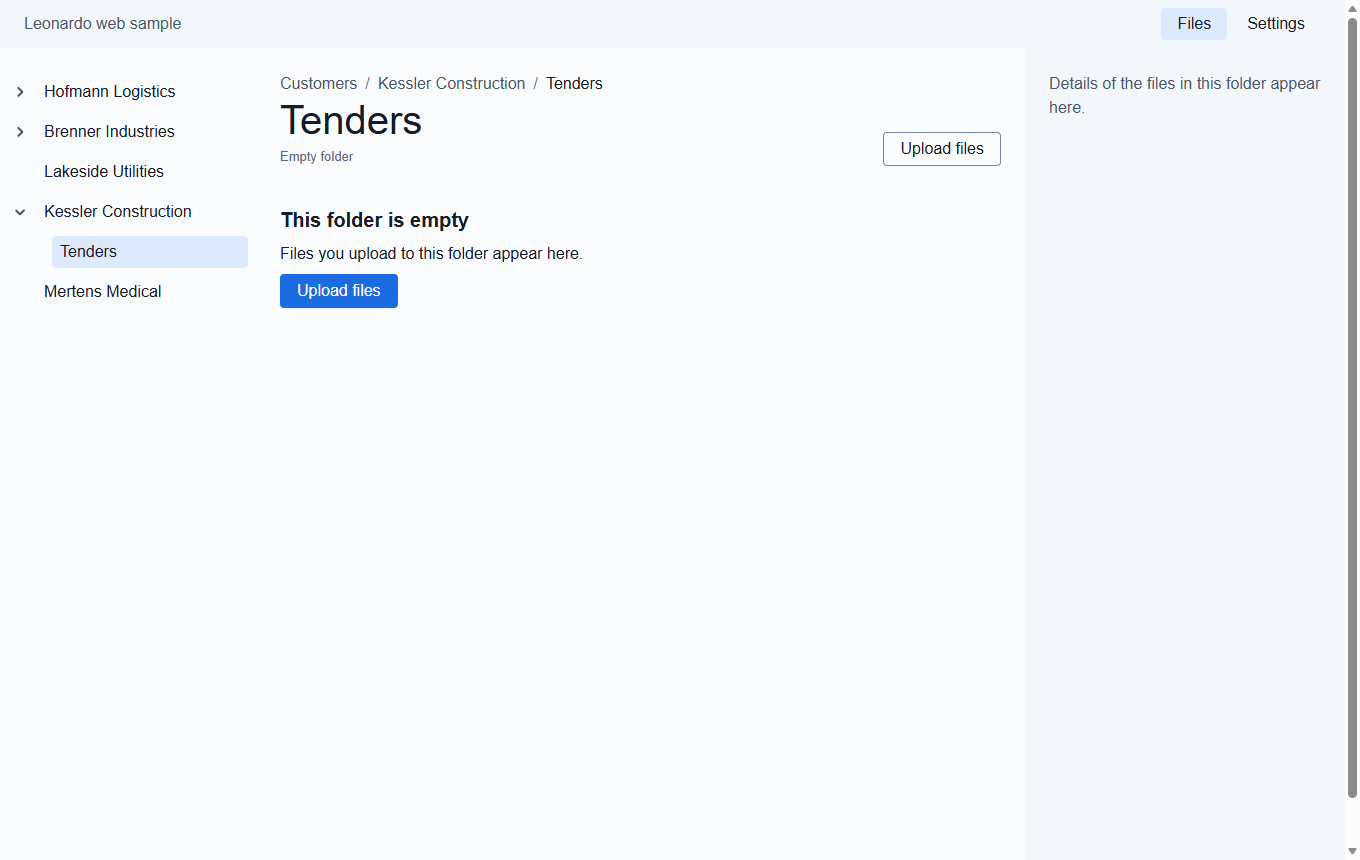 Leonardo web sample
Files
Settings
Hofmann Logistics
Brenner Industries
Lakeside Utilities
Kessler Construction
Tenders
Mertens Medical
Customers / Kessler Construction / Tenders
Tenders
Empty folder
Upload files
This folder is empty
Files you upload to this folder appear here.
Upload files
Details of the files in this folder appear
here.